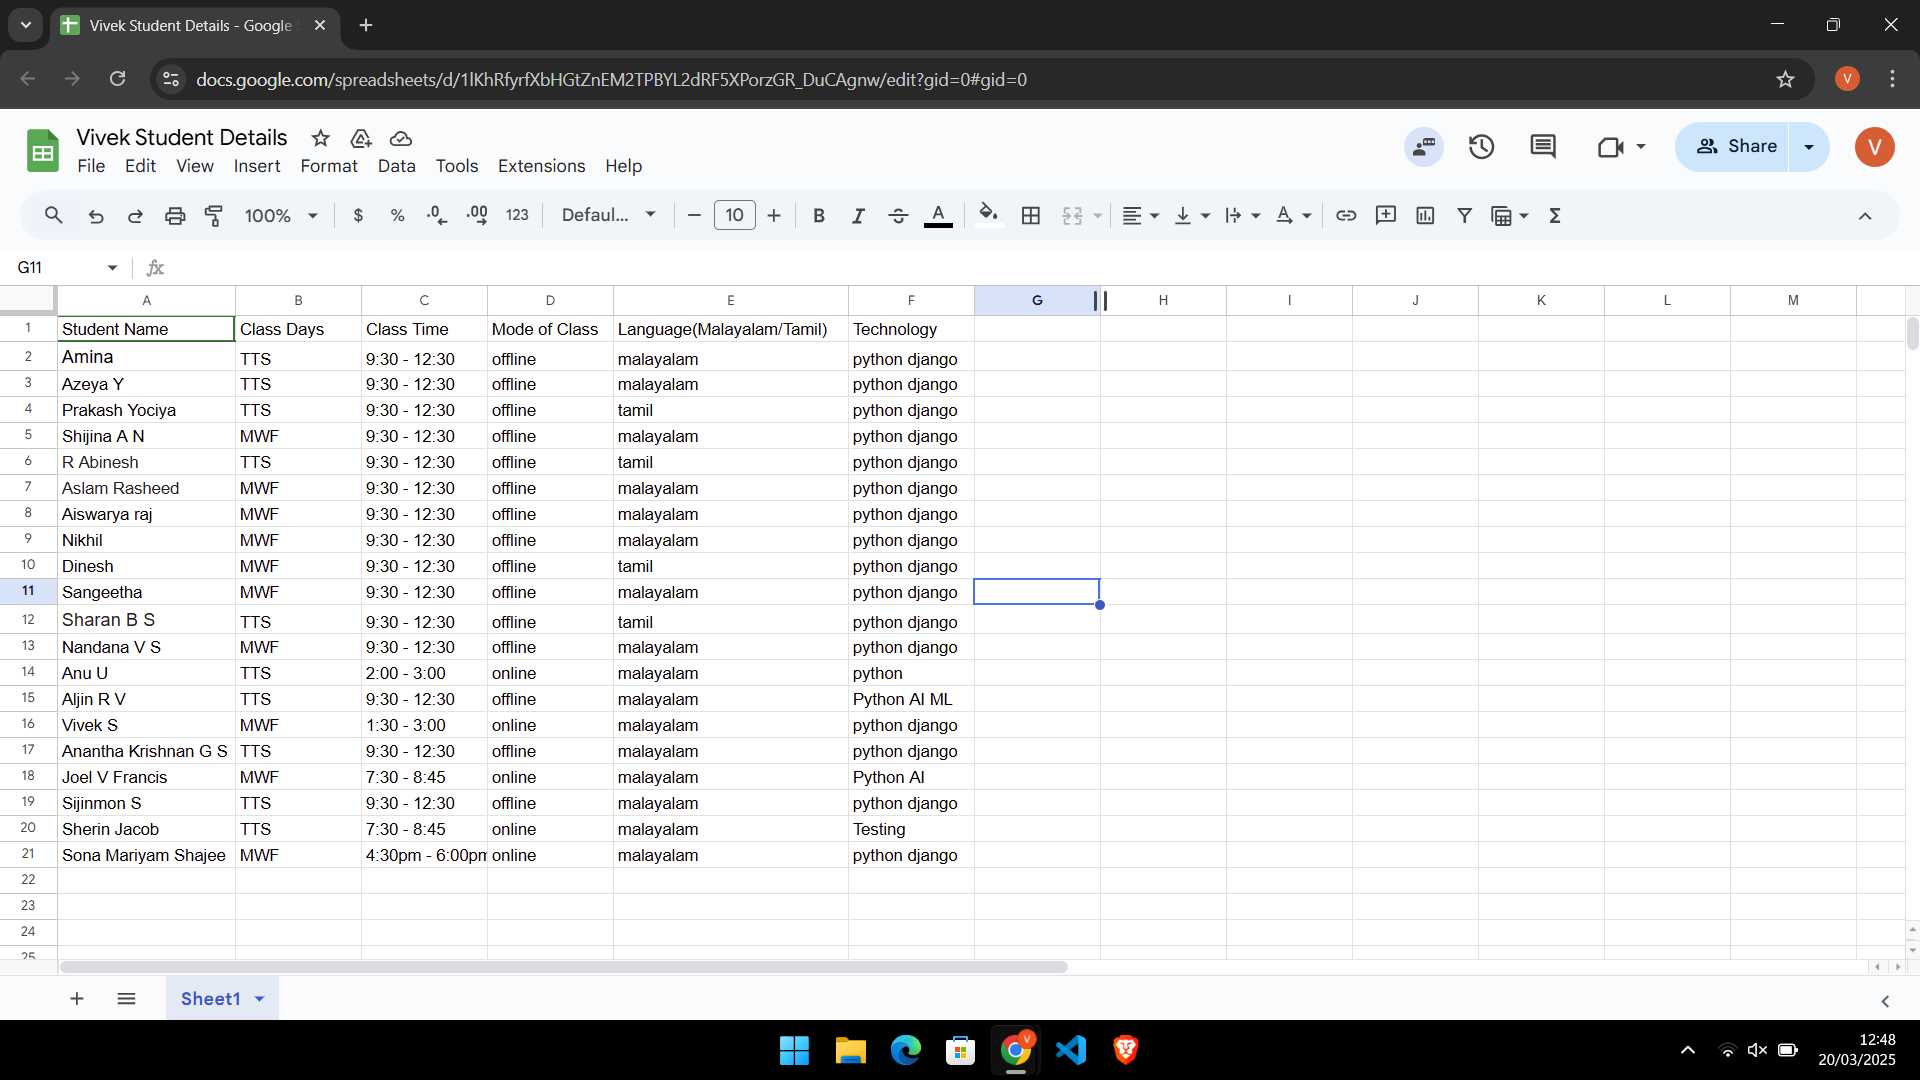 Vivek Student Details - Google
docs.google.com/spreadsheets/d/1lKhRfyrfXbHGtZnEM2TPBYL2dRF5XPorzGR_DuCAgnw/edit?gid=0#gid=0
V
Vivek Student Details
File Edit View Insert Format Data Tools Extensions Help
Share
V
100% $ % .0 .00 123 Defaul... 10 B I S A
G11
fx
A B C D E F G H I J K L M
1 Student Name Class Days Class Time Mode of Class Language(Malayalam/Tamil) Technology
2 Amina TTS 9:30 - 12:30 offline malayalam python django
3 Azeya Y TTS 9:30 - 12:30 offline malayalam python django
4 Prakash Yociya TTS 9:30 - 12:30 offline tamil python django
5 Shijina A N MWF 9:30 - 12:30 offline malayalam python django
6 R Abinesh TTS 9:30 - 12:30 offline tamil python django
7 Aslam Rasheed MWF 9:30 - 12:30 offline malayalam python django
8 Aiswarya raj MWF 9:30 - 12:30 offline malayalam python django
9 Nikhil MWF 9:30 - 12:30 offline malayalam python django
10 Dinesh MWF 9:30 - 12:30 offline tamil python django
11 Sangeetha MWF 9:30 - 12:30 offline malayalam python django
12 Sharan B S TTS 9:30 - 12:30 offline tamil python django
13 Nandana V S MWF 9:30 - 12:30 offline malayalam python django
14 Anu U TTS 2:00 - 3:00 online malayalam python
15 Aljin R V TTS 9:30 - 12:30 offline malayalam Python AI ML
16 Vivek S MWF 1:30 - 3:00 online malayalam python django
17 Anantha Krishnan G S TTS 9:30 - 12:30 offline malayalam python django
18 Joel V Francis MWF 7:30 - 8:45 online malayalam Python AI
19 Sijinmon S TTS 9:30 - 12:30 offline malayalam python django
20 Sherin Jacob TTS 7:30 - 8:45 online malayalam Testing
21 Sona Mariyam Shajee MWF 4:30pm - 6:00pm online malayalam python django
22
23
24
25
Sheet1
V
12:48
20/03/2025